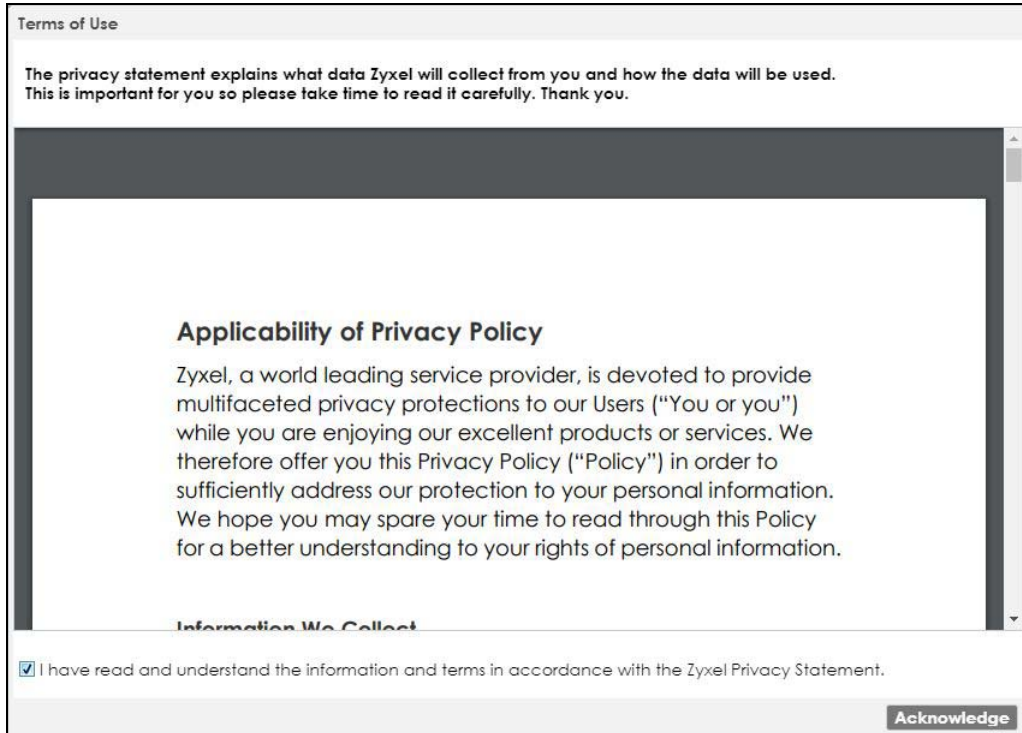 Terms of Use
The privacy statement explains what data Zyxel will collect from you and how the data will be used.
This is important for you so please take time to read it carefully. Thank you.
Applicability of Privacy Policy
Zyxel, a world leading service provider, is devoted to provide
multifaceted privacy protections to our Users (“You or you”)
while you are enjoying our excellent products or services. We
therefore offer you this Privacy Policy (“Policy”) in order to
sufficiently address our protection to your personal information.
We hope you may spare your time to read through this Policy
for a better understanding to your rights of personal information.
Information We Collect
I have read and understand the information and terms in accordance with the Zyxel Privacy Statement.
Acknowledge